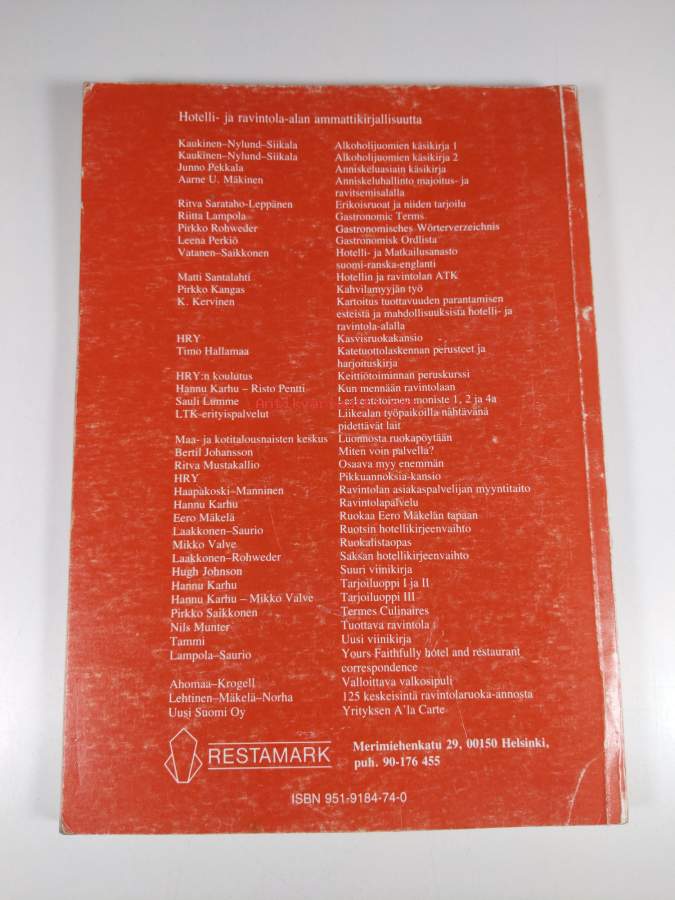 Hotelli- ja ravintola-alan ammattikirjallisuutta
Kaukinen–Nylund–Siikala Alkoholijuomien käsikirja 1
Kaukinen–Nylund–Siikala Alkoholijuomien käsikirja 2
Junno Pekkala Anniskeluasiain käsikirja
Aarne U. Mäkinen Anniskeluhallinto majoitus- ja
ravitsemisalalla
Ritva Sarataho-Leppänen Erikoisruoat ja niiden tarjoilu
Riitta Lampola Gastronomic Terms
Pirkko Rohweder Gastronomisches Wörterverzeichnis
Leena Perkiö Gastronomisk Ordlista
Vatanen–Saikkonen Hotelli- ja Matkailusanasto
suomi-ranska-englanti
Matti Santalahti Hotellin ja ravintolan ATK
Pirkko Kangas Kahvilamyyjän työ
K. Kervinen Kartoitus tuottavuuden parantamisen
esteistä ja mahdollisuuksista hotelli- ja
ravintola-alalla
HRY Kasvisruokakansio
Timo Hallamaa Katetuottolaskennan perusteet ja
harjoituskirja
HRY:n koulutus Keittiötoiminnan peruskurssi
Hannu Karhu – Risto Pentti Kun mennään ravintolaan
Sauli Lumme Laskentatoimen moniste 1, 2 ja 4a
LTK-erityispalvelut Liikealan työpaikoilla nähtävänä
pidettävät lait
Maa- ja kotitalousnaisten keskus Luonnosta ruokapöytään
Bertil Johansson Miten voin palvella?
Ritva Mustakallio Osaava myy enemmän
HRY Pikkuannoksia-kansio
Haapakoski–Manninen Ravintolan asiakaspalvelijan myyntitaito
Hannu Karhu Ravintolapalvelu
Eero Mäkelä Ruokaa Eero Mäkelän tapaan
Laakkonen–Saurio Ruotsin hotellikirjeenvaihto
Mikko Valve Ruokalistaopas
Laakkonen–Rohweder Saksan hotellikirjeenvaihto
Hugh Johnson Suuri viinikirja
Hannu Karhu Tarjoiluoppi I ja II
Hannu Karhu – Mikko Valve Tarjoiluoppi III
Pirkko Saikkonen Termes Culinaires
Nils Munter Tuottava ravintola
Tammi Uusi viinikirja
Lampola–Saurio Yours Faithfully hotel and restaurant
correspondence
Ahomaa–Krogell Valloittava valkosipuli
Lehtinen–Mäkelä–Norha 125 keskeisintä ravintolaruoka-annosta
Uusi Suomi Oy Yrityksen A'la Carte
RESTAMARK Merimiehenkatu 29, 00150 Helsinki,
puh. 90-176 455
ISBN 951-9184-74-0